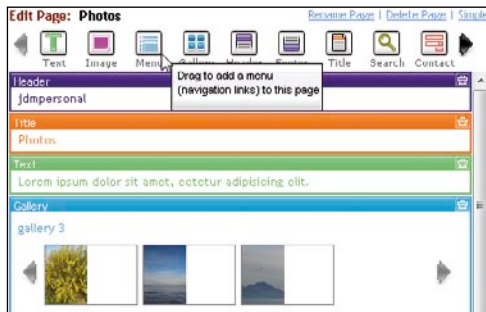 Edit Page: Photos
Rename Page | Delete Page | Simple
Text Image Menu Gallery Header Footer Title Search Contact
Drag to add a menu
(navigation links) to this page
Header
jdmpersonal
Title
Photos
Text
Lorem ipsum dolor sit amet, ectetur adipisicing elit.
Gallery
gallery 3